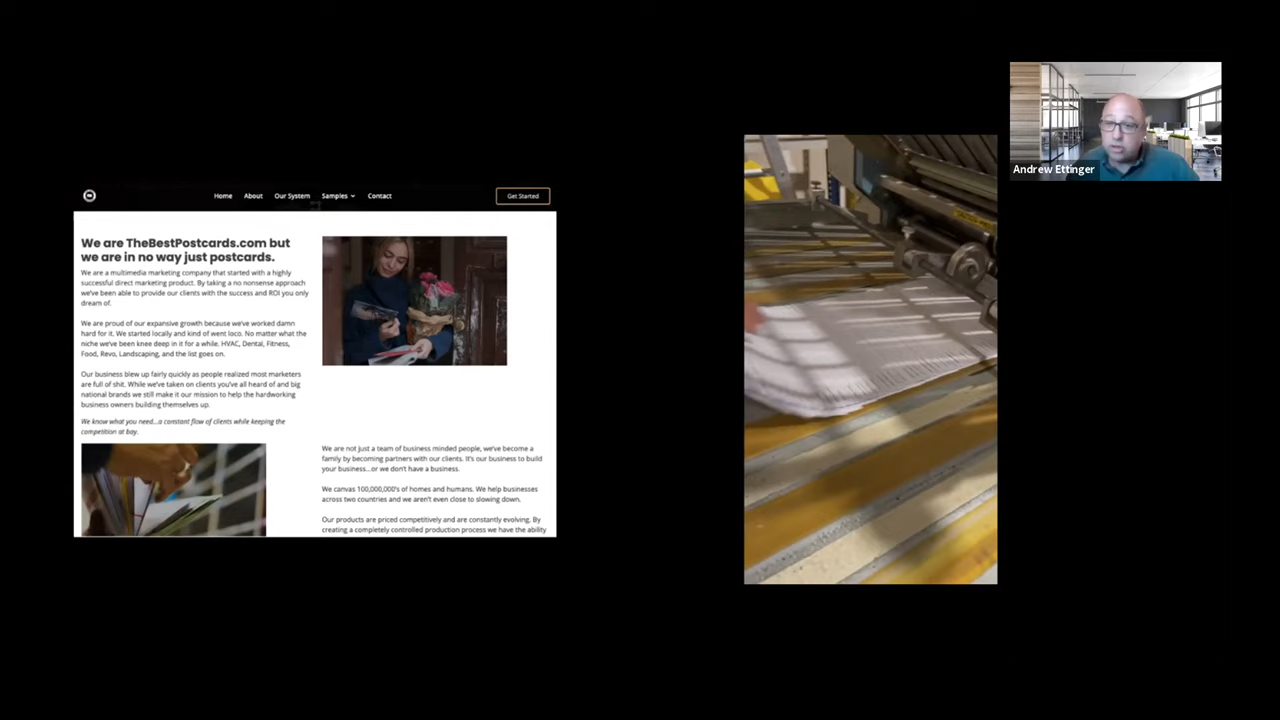 Home About Our System Samples Contact Get Started
We are TheBestPostcards.com but
we are in no way just postcards.
We are a multimedia marketing company that started with a highly
successful direct marketing product. By taking a no nonsense approach
we've been able to provide our clients with the success and ROI you only
dream of.
We are proud of our expansive growth because we've worked damn
hard for it. We started locally and kind of went loco. No matter what the
niche we've been knee deep in it for a while. HVAC, Dental, Fitness,
Food, Revo, Landscaping, and the list goes on.
Our business blew up fairly quickly as people realized most marketers
are full of shit. While we've taken on clients you've all heard of and big
national brands we still make it our mission to help the hardworking
business owners building themselves up.
We know what you need...a constant flow of clients while keeping the
competition at bay.
We are not just a team of business minded people, we've become a
family by becoming partners with our clients. It's our business to build
your business...or we don't have a business.
We canvas 100,000,000's of homes and humans. We help businesses
across two countries and we aren't even close to slowing down.
Our products are priced competitively and are constantly evolving. By
creating a completely controlled production process we have the ability
Andrew Ettinger